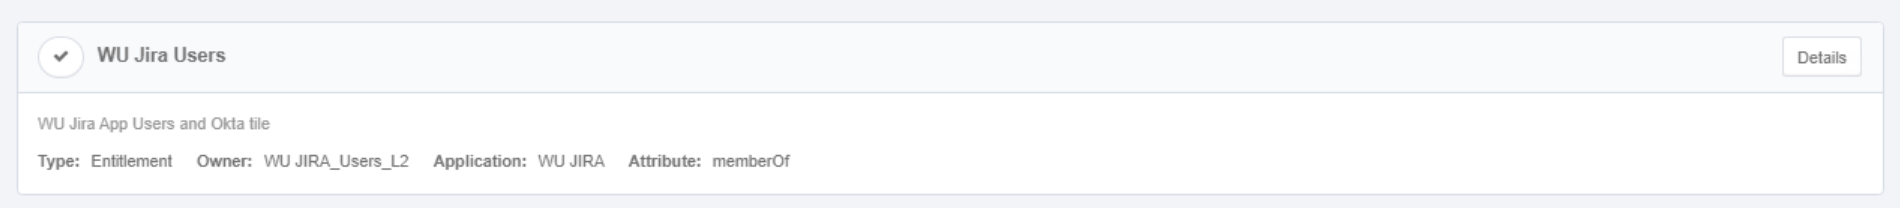 WU Jira Users
Details
WU Jira App Users and Okta tile
Type: Entitlement Owner: WU JIRA_Users_L2 Application: WU JIRA Attribute: memberOf